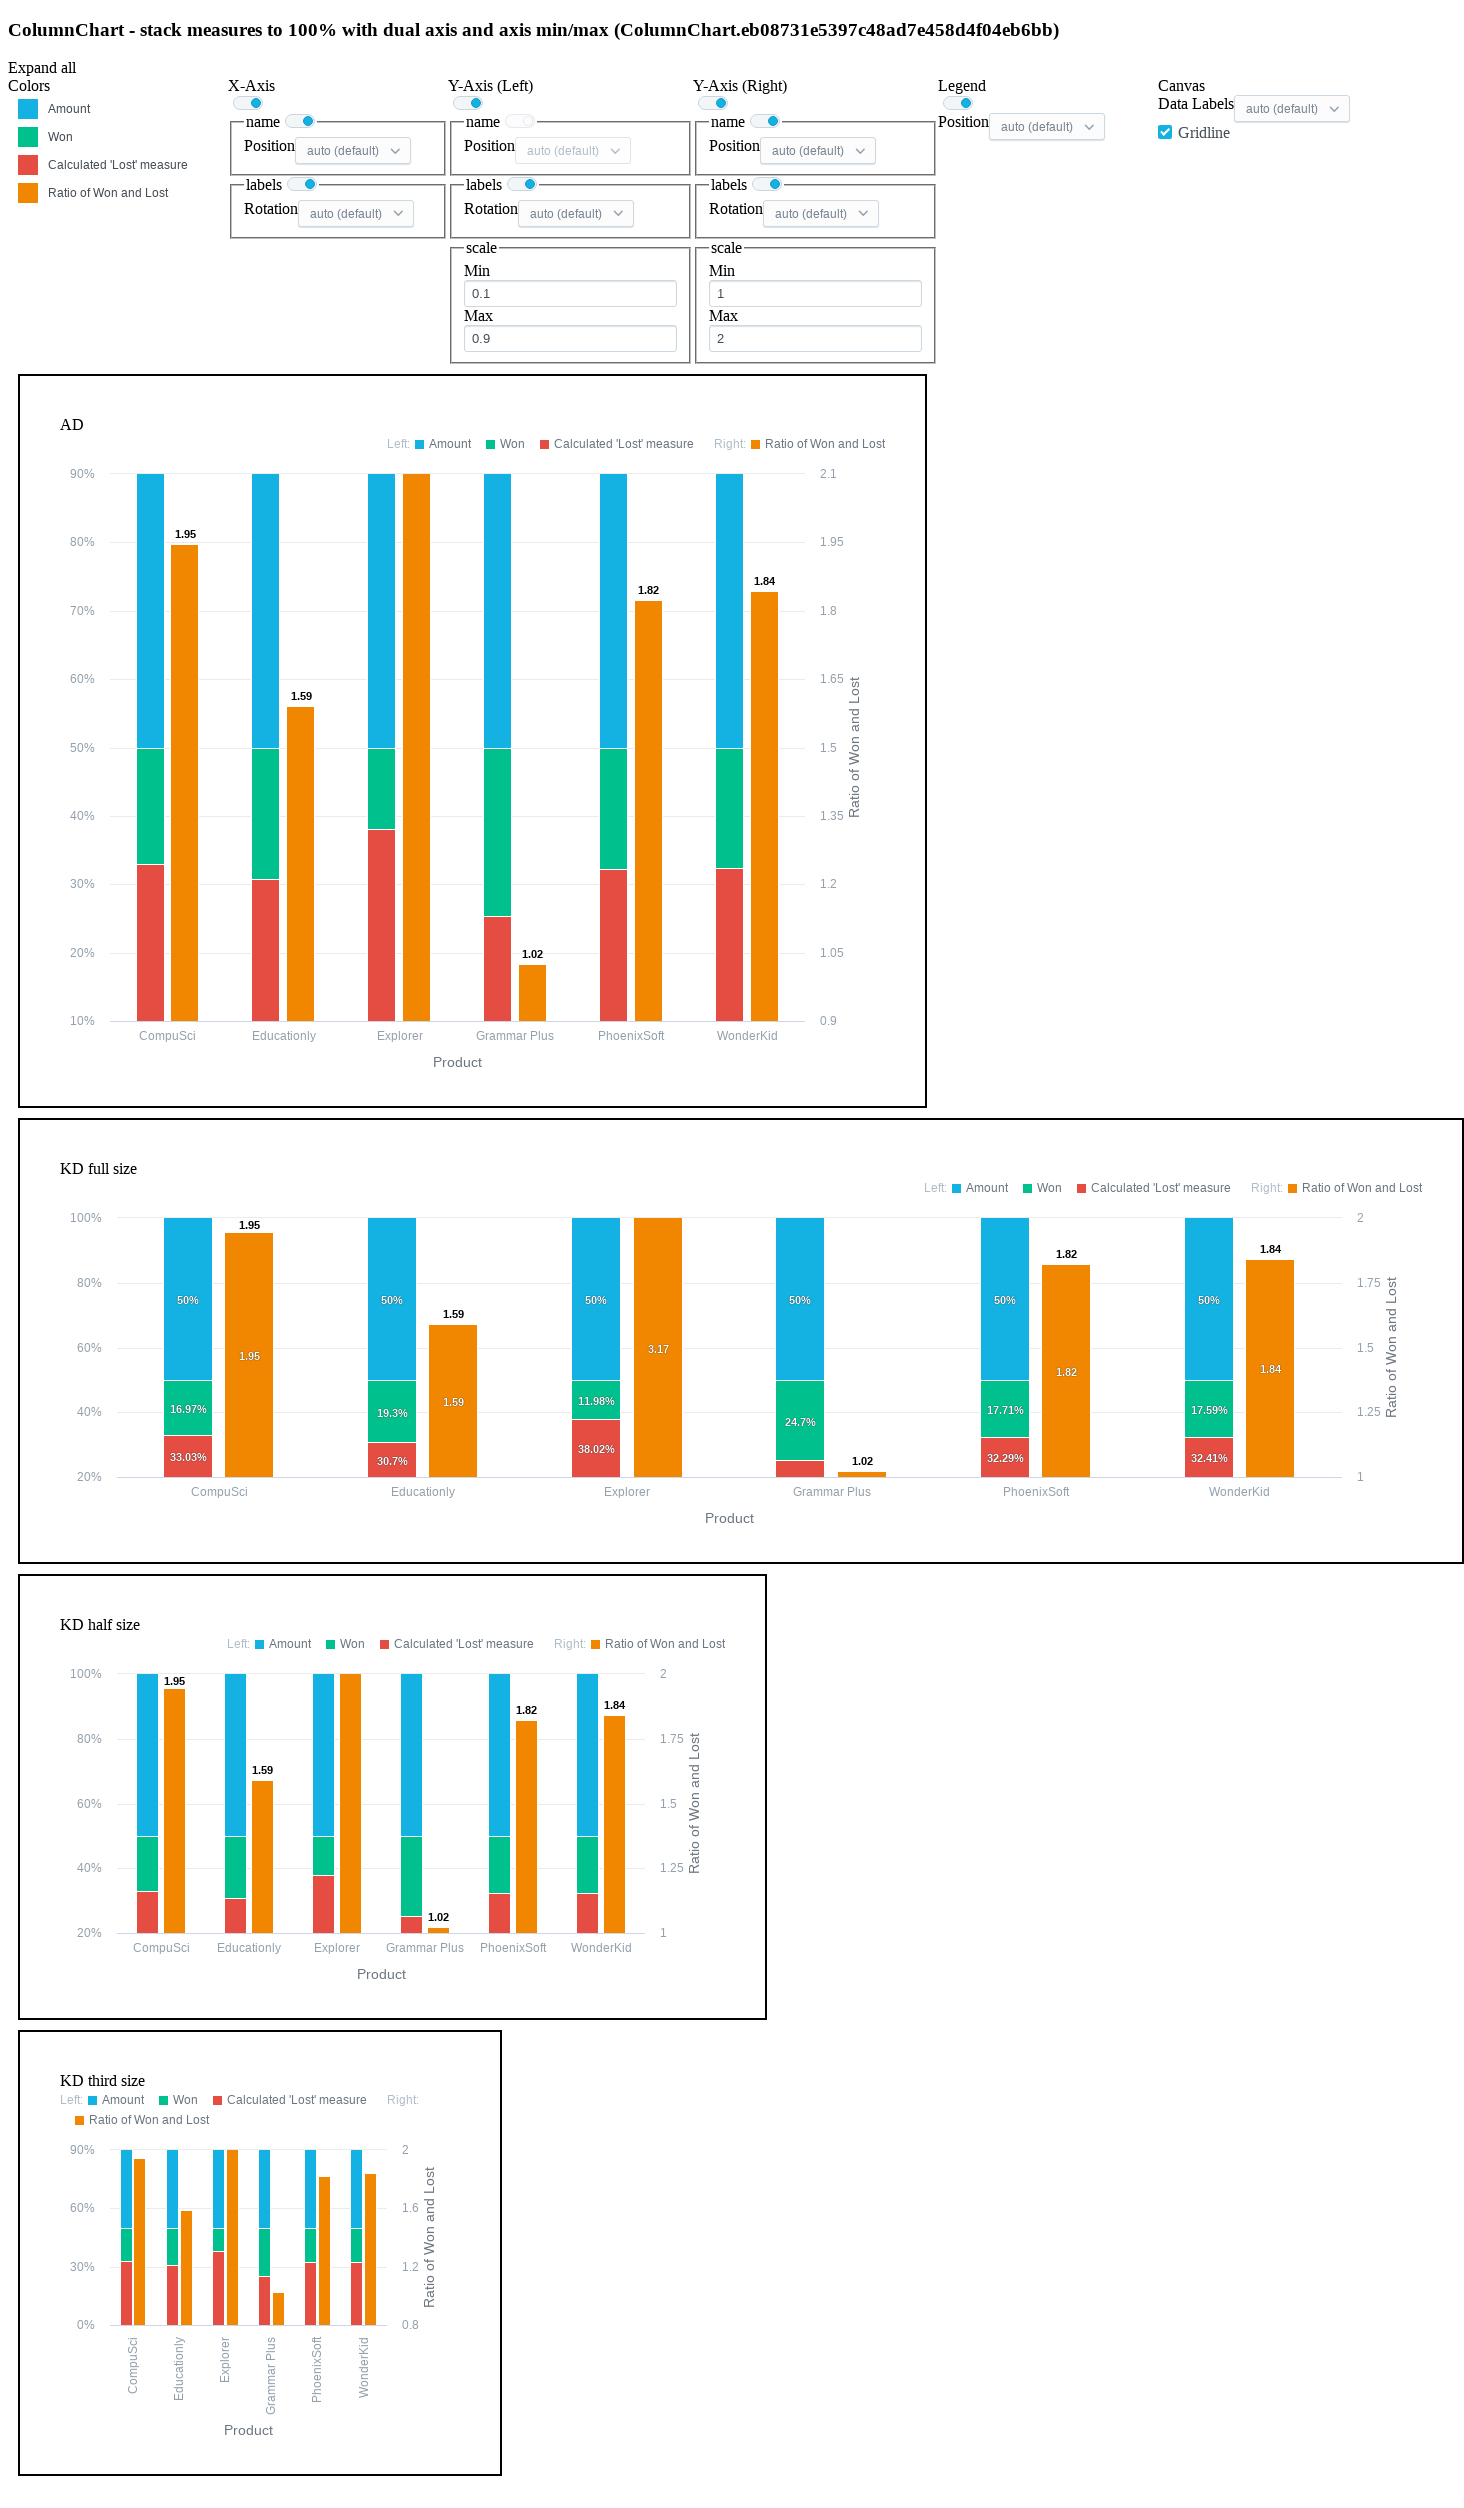 ColumnChart - stack measures to 100% with dual axis and axis min/max (ColumnChart.eb08731e5397c48ad7e458d4f04eb6bb)
Expand all
Colors
Amount
Won
Calculated 'Lost' measure
Ratio of Won and Lost
X-Axis
name
Position auto (default)
labels
Rotation auto (default)
Y-Axis (Left)
name
Position auto (default)
labels
Rotation auto (default)
scale
Min
0.1
Max
0.9
Y-Axis (Right)
name
Position auto (default)
labels
Rotation auto (default)
scale
Min
1
Max
2
Legend
Position auto (default)
Canvas
Data Labels auto (default)
Gridline
AD
Left: Amount Won Calculated 'Lost' measure Right: Ratio of Won and Lost
90% 2.1
80% 1.95
70% 1.8
60% 1.65
50% 1.5
40% 1.35
30% 1.2
20% 1.05
10% 0.9
1.95
1.59
1.02
1.82
1.84
Ratio of Won and Lost
CompuSci Educationly Explorer Grammar Plus PhoenixSoft WonderKid
Product
KD full size
Left: Amount Won Calculated 'Lost' measure Right: Ratio of Won and Lost
100% 2
80% 1.75
60% 1.5
40% 1.25
20% 1
1.95 1.59 1.02 1.82 1.84
50% 50% 50% 50% 50% 50%
1.95 1.59 3.17 1.82 1.84
16.97% 19.3% 11.98% 24.7% 17.71% 17.59%
33.03% 30.7% 38.02% 32.29% 32.41%
Ratio of Won and Lost
CompuSci Educationly Explorer Grammar Plus PhoenixSoft WonderKid
Product
KD half size
Left: Amount Won Calculated 'Lost' measure Right: Ratio of Won and Lost
100% 2
80% 1.75
60% 1.5
40% 1.25
20% 1
1.95 1.59 1.02 1.82 1.84
Ratio of Won and Lost
CompuSci Educationly Explorer Grammar Plus PhoenixSoft WonderKid
Product
KD third size
Left: Amount Won Calculated 'Lost' measure Right:
Ratio of Won and Lost
90% 2
60% 1.6
30% 1.2
0% 0.8
Ratio of Won and Lost
CompuSci Educationly Explorer Grammar Plus PhoenixSoft WonderKid
Product